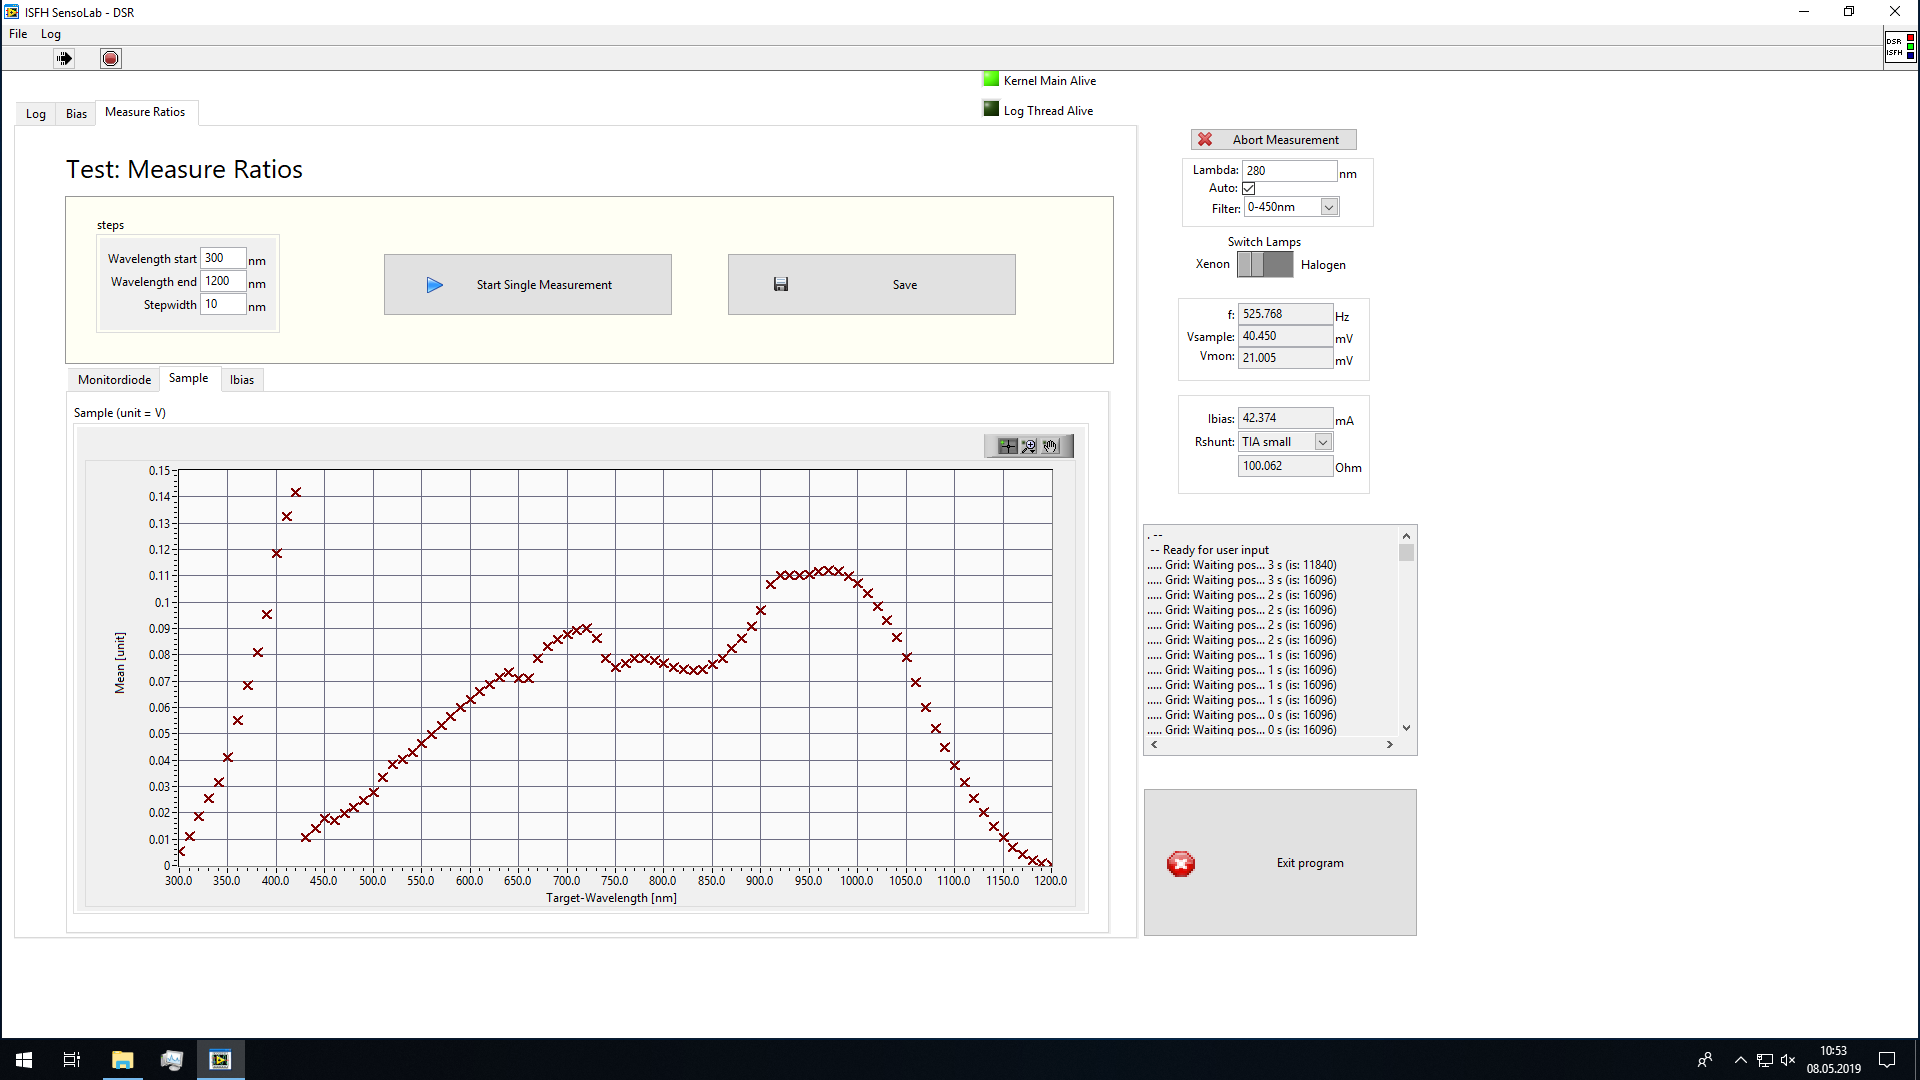 ISFH SensoLab - DSR
File Log
DSR
ISFH
Kernel Main Alive
Log Thread Alive
Log Bias Measure Ratios
Test: Measure Ratios
steps
Wavelength start 300 nm
Wavelength end 1200 nm
Stepwidth 10 nm
Start Single Measurement
Save
Monitordiode Sample Ibias
Sample (unit = V)
0.15
0.14
0.13
0.12
0.11
0.1
0.09
0.08
0.07
0.06
0.05
0.04
0.03
0.02
0.01
0
Mean [unit]
300.0 350.0 400.0 450.0 500.0 550.0 600.0 650.0 700.0 750.0 800.0 850.0 900.0 950.0 1000.0 1050.0 1100.0 1150.0 1200.0
Target-Wavelength [nm]
Abort Measurement
Lambda: 280 nm
Auto:
Filter: 0-450nm
Switch Lamps
Xenon Halogen
f: 525.768 Hz
Vsample: 40.450 mV
Vmon: 21.005 mV
Ibias: 42.374 mA
Rshunt: TIA small
100.062 Ohm
. --
-- Ready for user input
..... Grid: Waiting pos... 3 s (is: 11840)
..... Grid: Waiting pos... 3 s (is: 16096)
..... Grid: Waiting pos... 2 s (is: 16096)
..... Grid: Waiting pos... 2 s (is: 16096)
..... Grid: Waiting pos... 2 s (is: 16096)
..... Grid: Waiting pos... 2 s (is: 16096)
..... Grid: Waiting pos... 1 s (is: 16096)
..... Grid: Waiting pos... 1 s (is: 16096)
..... Grid: Waiting pos... 1 s (is: 16096)
..... Grid: Waiting pos... 1 s (is: 16096)
..... Grid: Waiting pos... 0 s (is: 16096)
..... Grid: Waiting pos... 0 s (is: 16096)
Exit program
10:53
08.05.2019